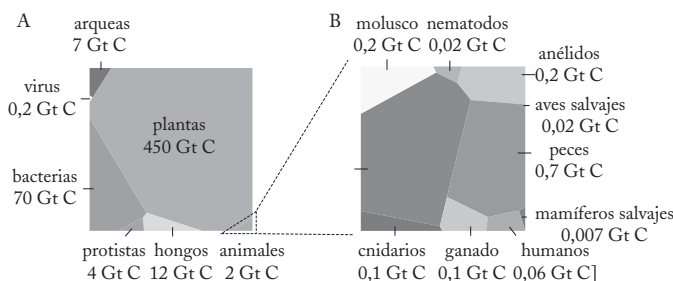 A
arqueas
7 Gt C
virus
0,2 Gt C
plantas
450 Gt C
bacterias
70 Gt C
protistas
4 Gt C
hongos
12 Gt C
animales
2 Gt C
B
molusco
0,2 Gt C
nematodos
0,02 Gt C
anélidos
0,2 Gt C
aves salvajes
0,02 Gt C
peces
0,7 Gt C
mamíferos salvajes
0,007 Gt C
cnidarios
0,1 Gt C
ganado
0,1 Gt C
humanos
0,06 Gt C]